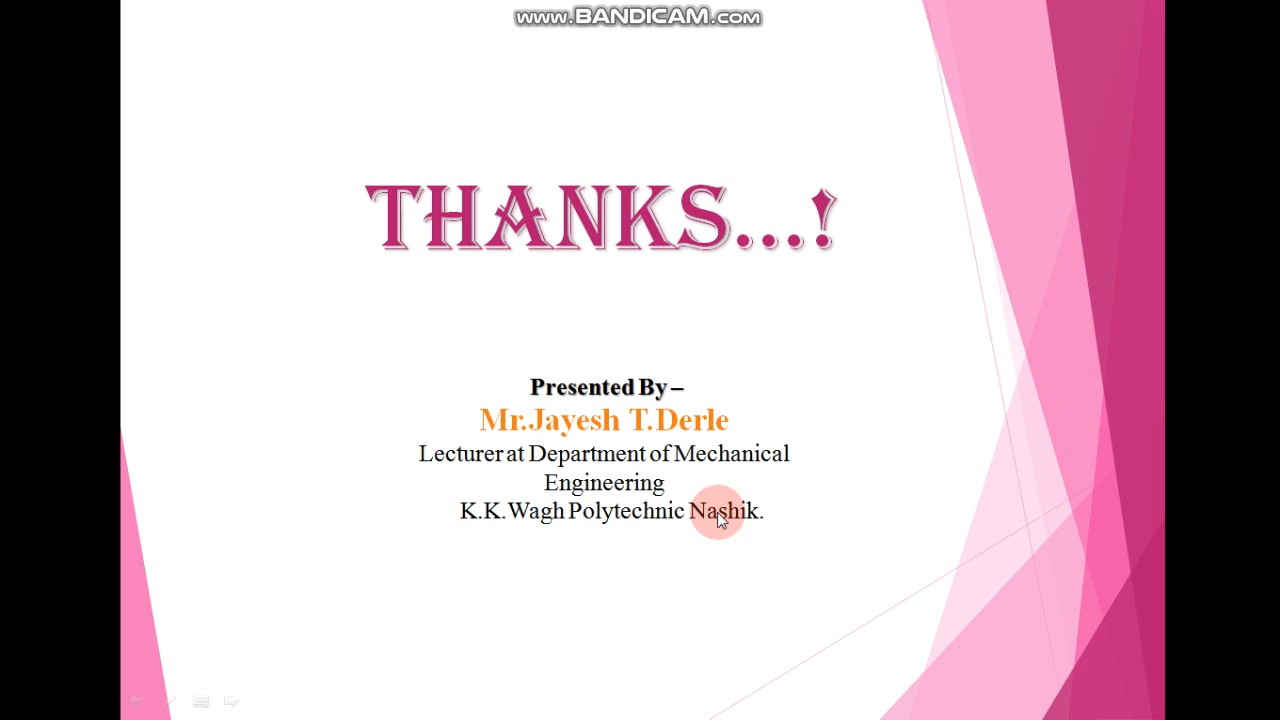 www.BANDICAM.com
THANKS...!
Presented By –
Mr.Jayesh T.Derle
Lecturer at Department of Mechanical
Engineering
K.K.Wagh Polytechnic Nashik.